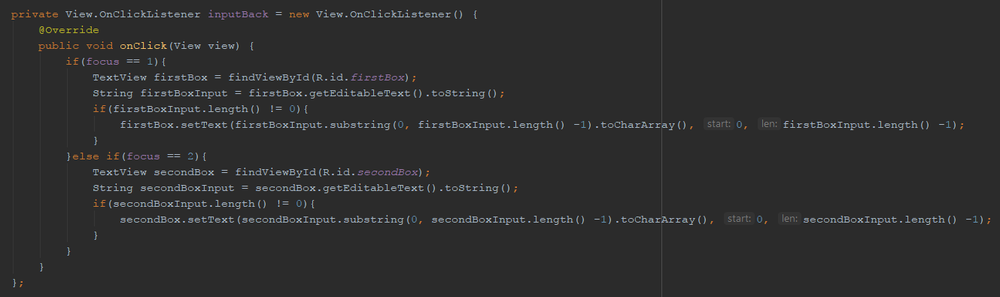 private View.OnClickListener inputBack = new View.OnClickListener() {
    @Override
    public void onClick(View view) {
        if(focus == 1){
            TextView firstBox = findViewById(R.id.firstBox);
            String firstBoxInput = firstBox.getEditableText().toString();
            if(firstBoxInput.length() != 0){
                firstBox.setText(firstBoxInput.substring(0, firstBoxInput.length() -1).toCharArray(), start: 0, len: firstBoxInput.length() -1);
            }
        }else if(focus == 2){
            TextView secondBox = findViewById(R.id.secondBox);
            String secondBoxInput = secondBox.getEditableText().toString();
            if(secondBoxInput.length() != 0){
                secondBox.setText(secondBoxInput.substring(0, secondBoxInput.length() -1).toCharArray(), start: 0, len: secondBoxInput.length() -1);
            }
        }
    }
};